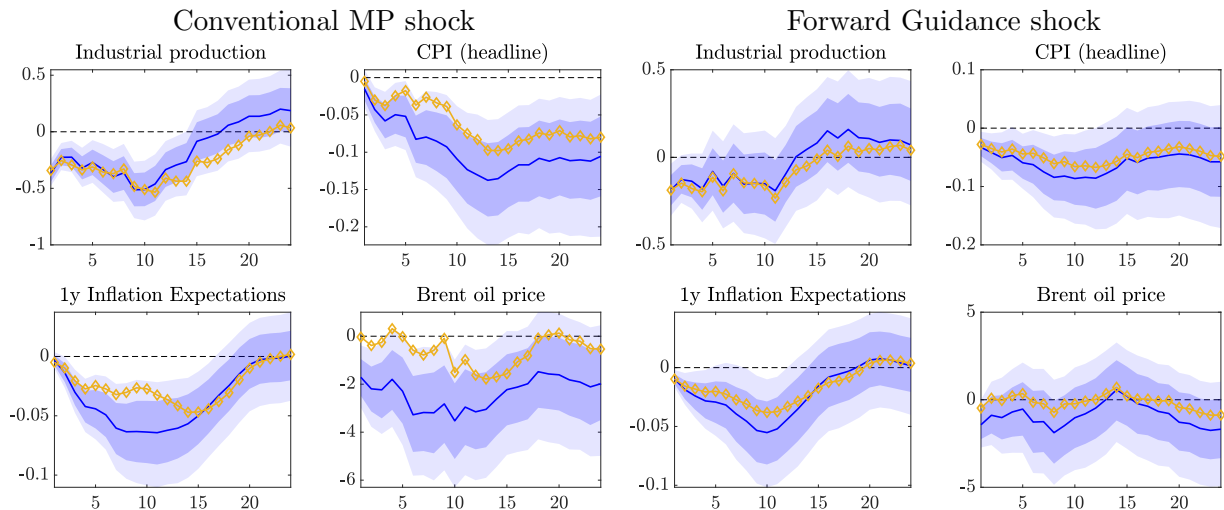 Conventional MP shock
Forward Guidance shock
Industrial production
CPI (headline)
Industrial production
CPI (headline)
0.5
0
-0.5
-1
5 10 15 20
0
-0.05
-0.1
-0.15
-0.2
5 10 15 20
0.5
0
-0.5
5 10 15 20
0.1
0
-0.1
-0.2
5 10 15 20
1y Inflation Expectations
Brent oil price
1y Inflation Expectations
Brent oil price
0
-0.05
-0.1
5 10 15 20
0
-2
-4
-6
5 10 15 20
0
-0.05
-0.1
5 10 15 20
5
0
-5
5 10 15 20